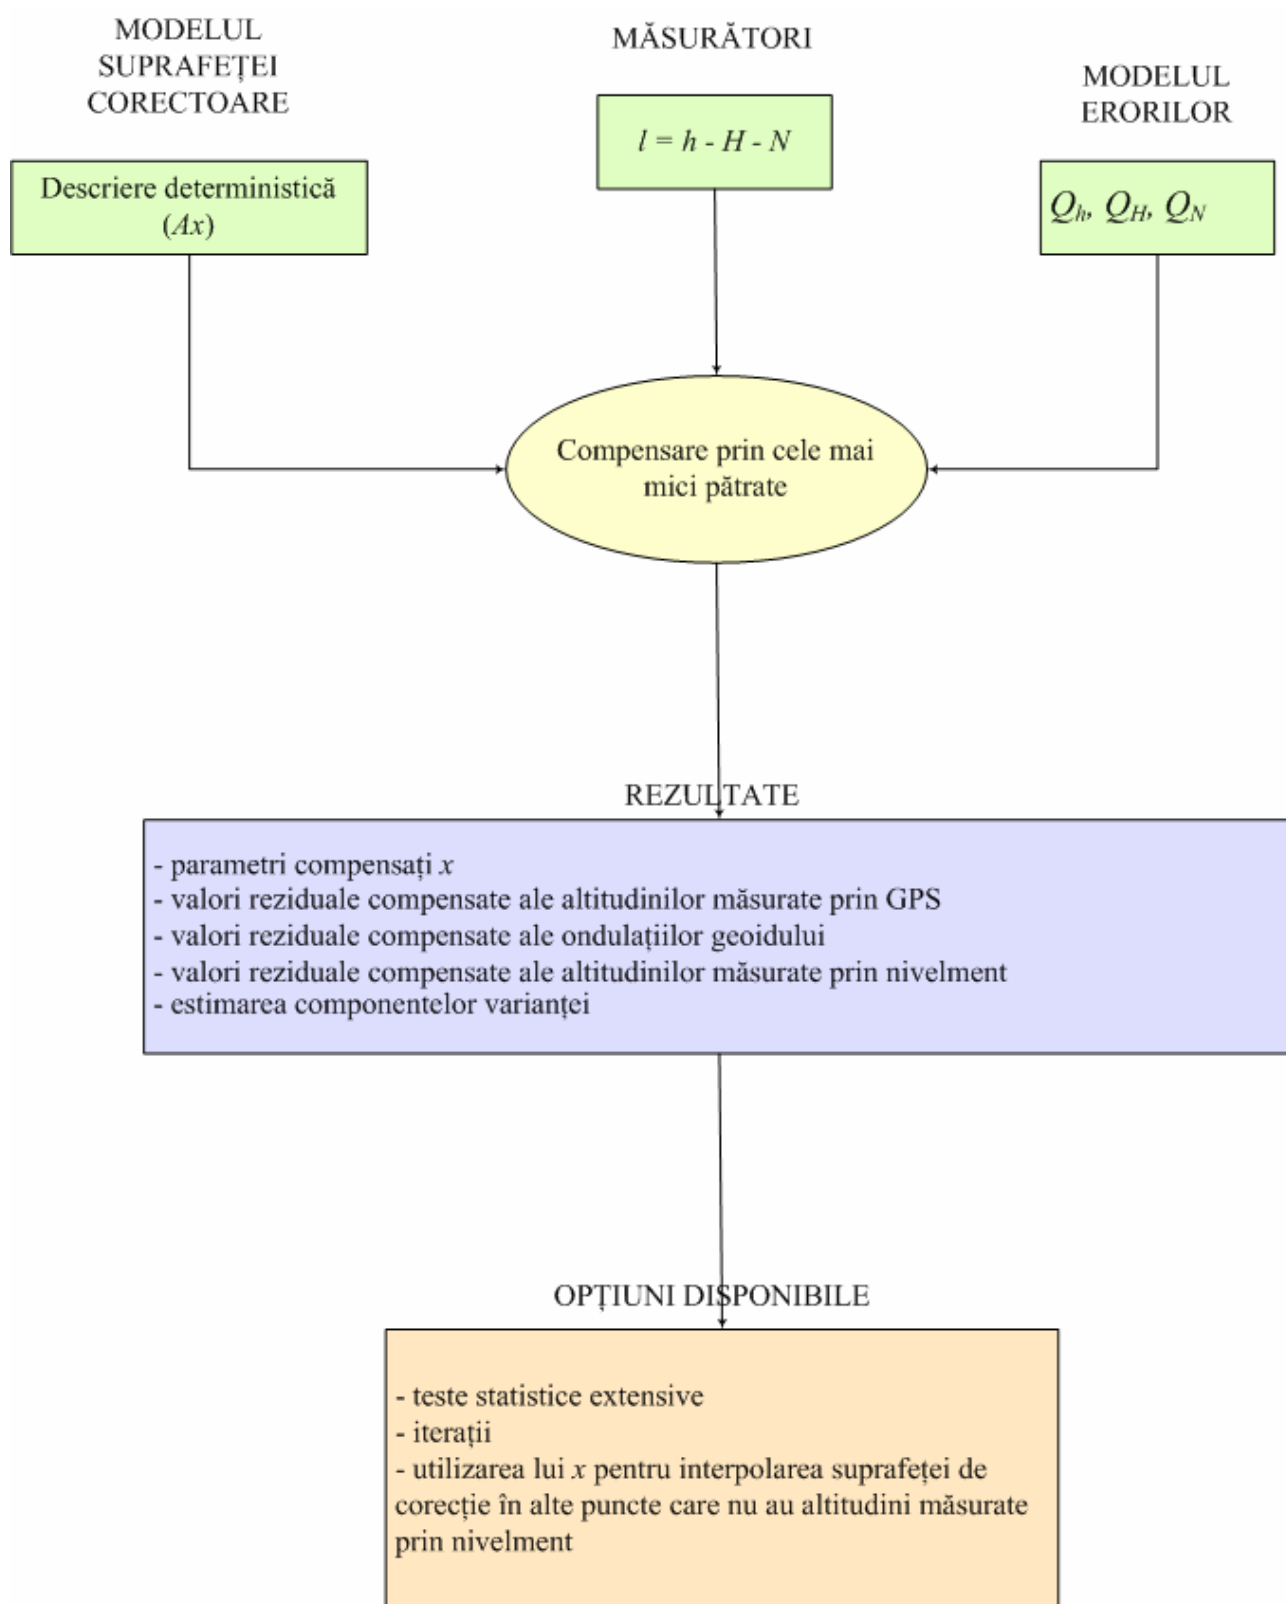 MODELUL
SUPRAFEȚEI
CORECTOARE
Descriere deterministică
(Ax)
MĂSURĂTORI
l = h - H - N
MODELUL
ERORILOR
Qh, QH, QN
Compensare prin cele mai
mici pătrate
REZULTATE
- parametri compensați x
- valori reziduale compensate ale altitudinilor măsurate prin GPS
- valori reziduale compensate ale ondulațiilor geoidului
- valori reziduale compensate ale altitudinilor măsurate prin nivelment
- estimarea componentelor varianței
OPȚIUNI DISPONIBILE
- teste statistice extensive
- iterații
- utilizarea lui x pentru interpolarea suprafeței de
corecție în alte puncte care nu au altitudini măsurate
prin nivelment